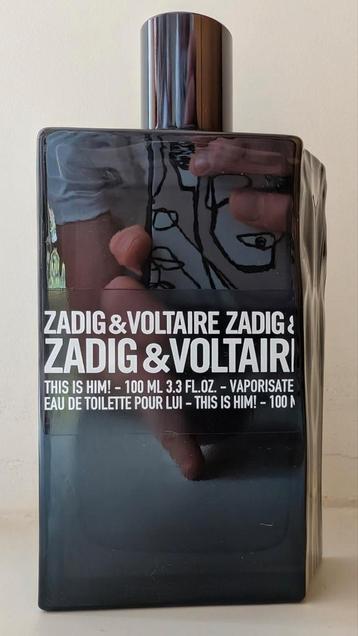 ZADIG & VOLTAIRE ZADIG &
ZADIG & VOLTAIR
THIS IS HIM! – 100 ML 3.3 FL.OZ. – VAPORISATE
EAU DE TOILETTE POUR LUI – THIS IS HIM! – 100 M